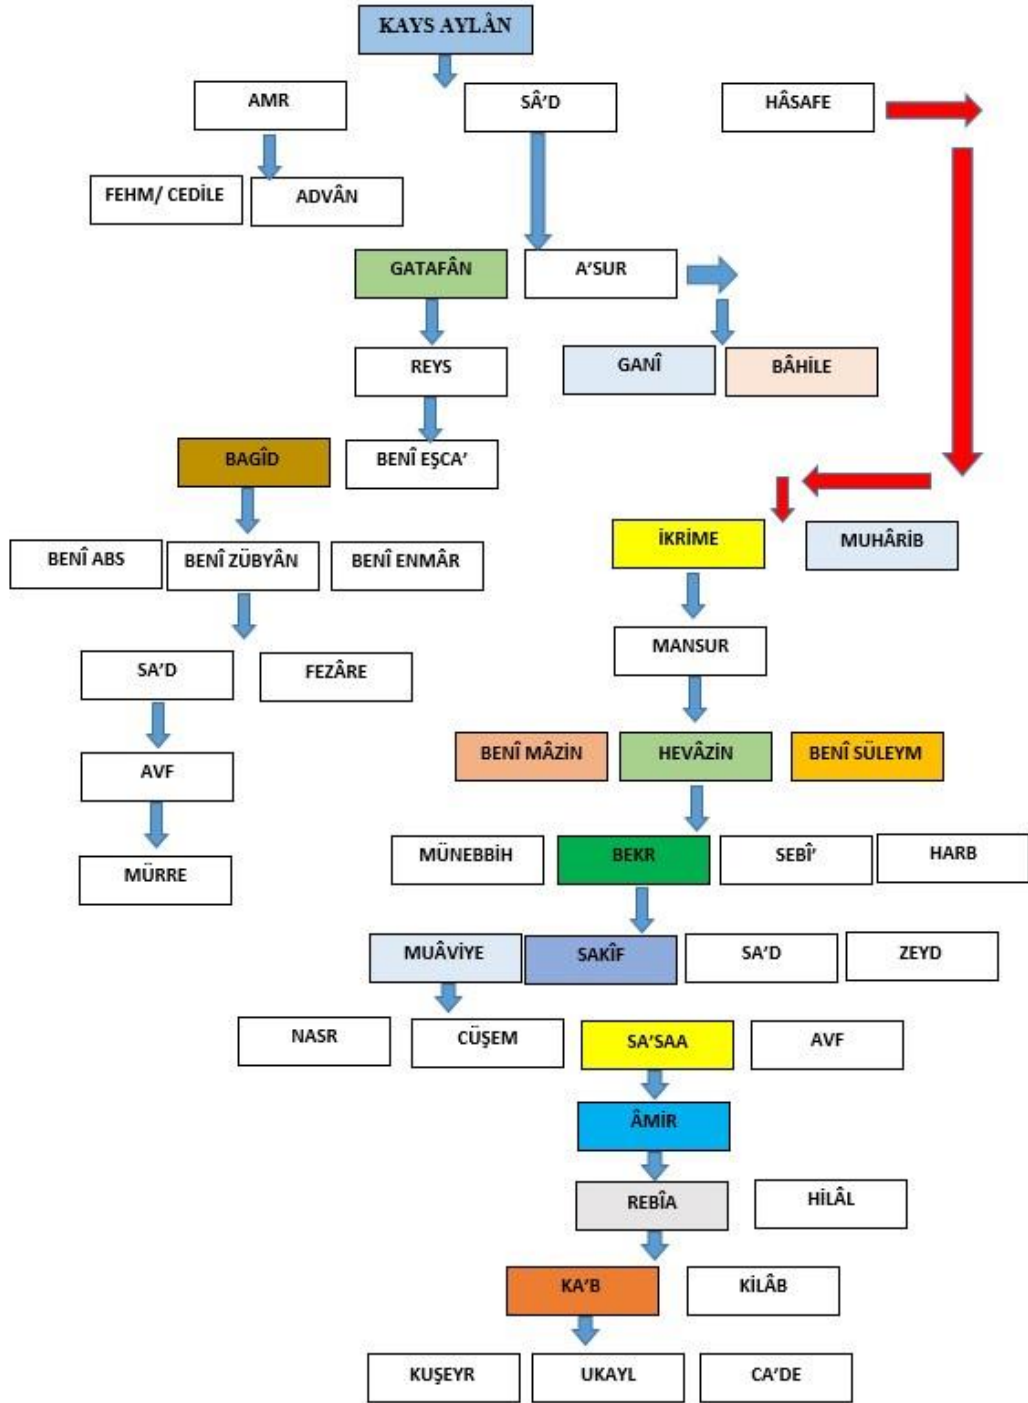 KAYS AYLÂN
AMR
SÂ’D
HÂSAFE
FEHM/ CEDİLE
ADVÂN
GATAFÂN
A’SUR
REYS
GANÎ
BÂHİLE
BAGÎD
BENÎ EŞCA’
İKRİME
MUHÂRİB
BENÎ ABS
BENÎ ZÜBYÂN
BENÎ ENMÂR
MANSUR
SA’D
FEZÂRE
BENÎ MÂZİN
HEVÂZİN
BENÎ SÜLEYM
AVF
MÜNEBBİH
BEKR
SEBÎ’
HARB
MÜRRE
MUÂVİYE
SAKÎF
SA’D
ZEYD
NASR
CÜŞEM
SA’SAA
AVF
ÂMİR
REBÎA
HİLÂL
KA’B
KİLÂB
KUŞEYR
UKAYL
CA’DE